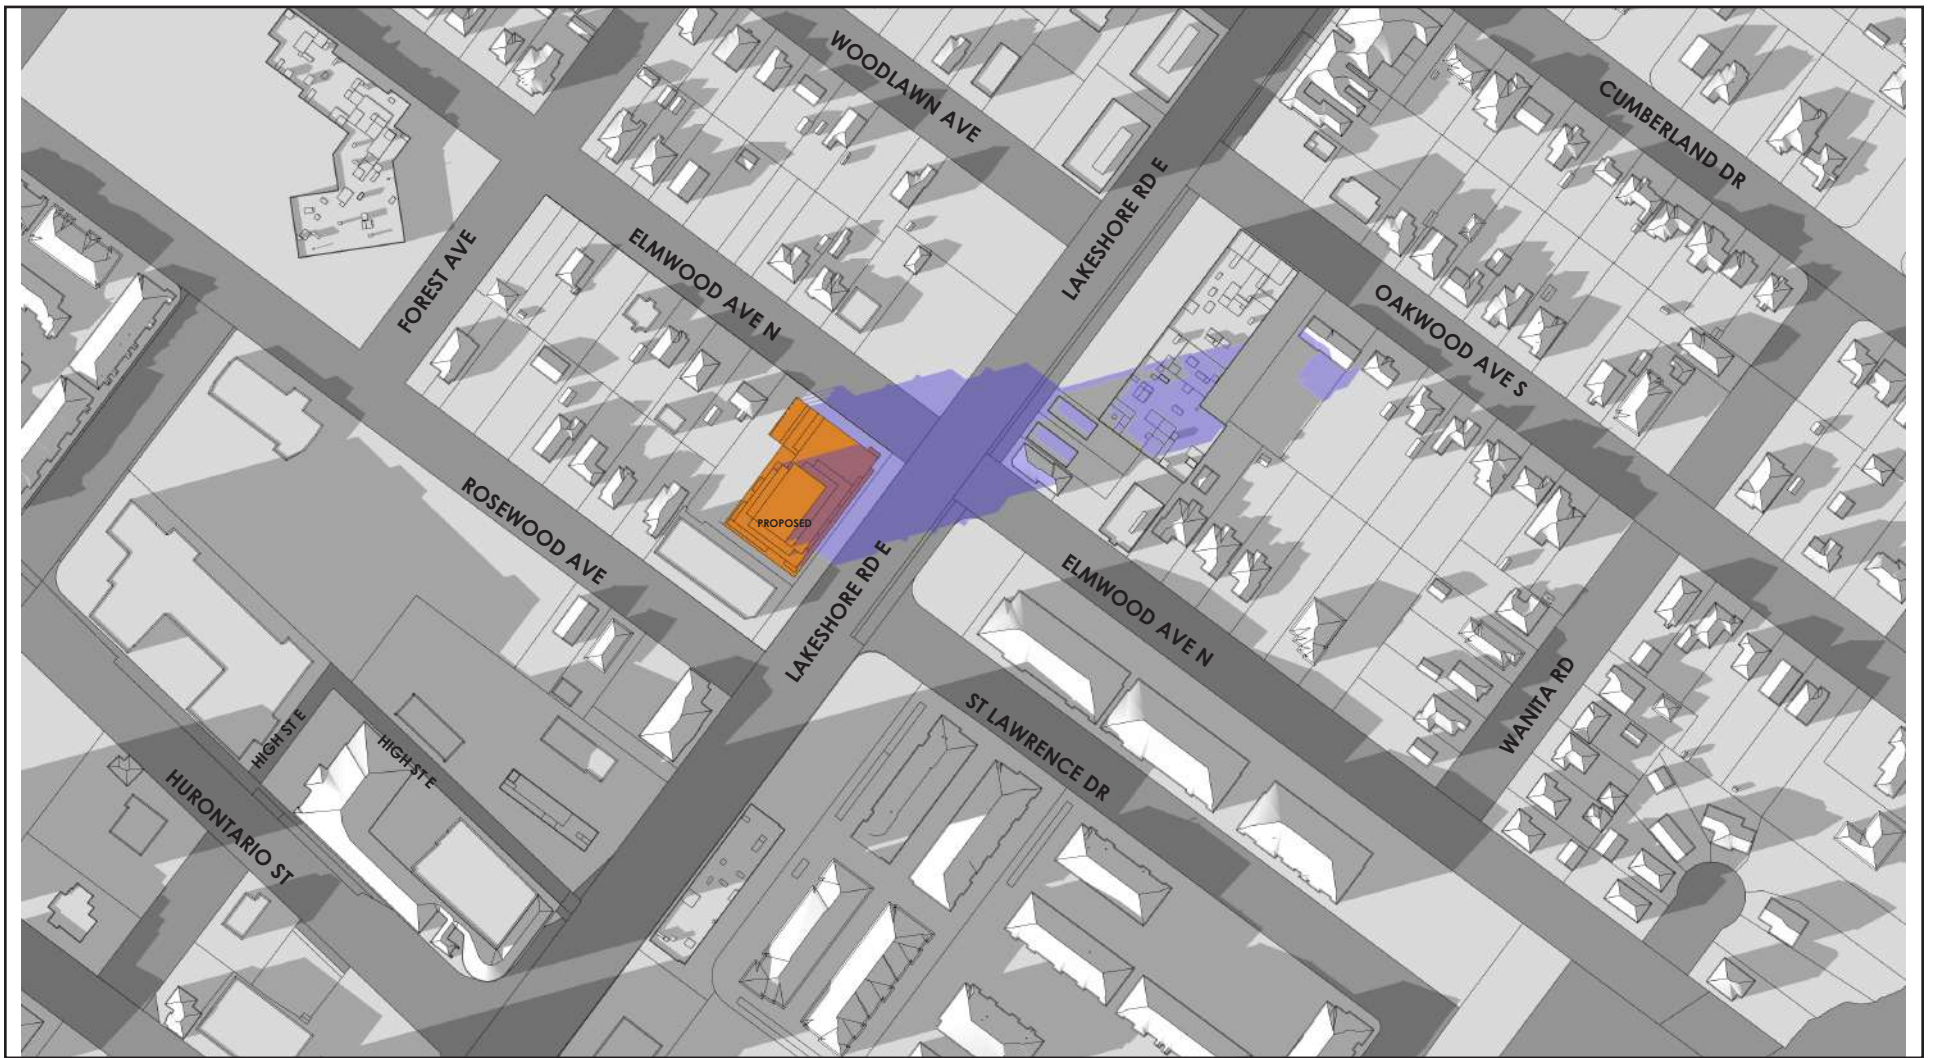 WOODLAWN AVE
CUMBERLAND DR
LAKESHORE RD E
FOREST AVE
ELMWOOD AVE N
OAKWOOD AVE S
ROSEWOOD AVE
PROPOSED
LAKESHORE RD E
ELMWOOD AVE N
WANITA RD
ST LAWRENCE DR
HIGH ST E
HIGH ST E
HURONTARIO ST